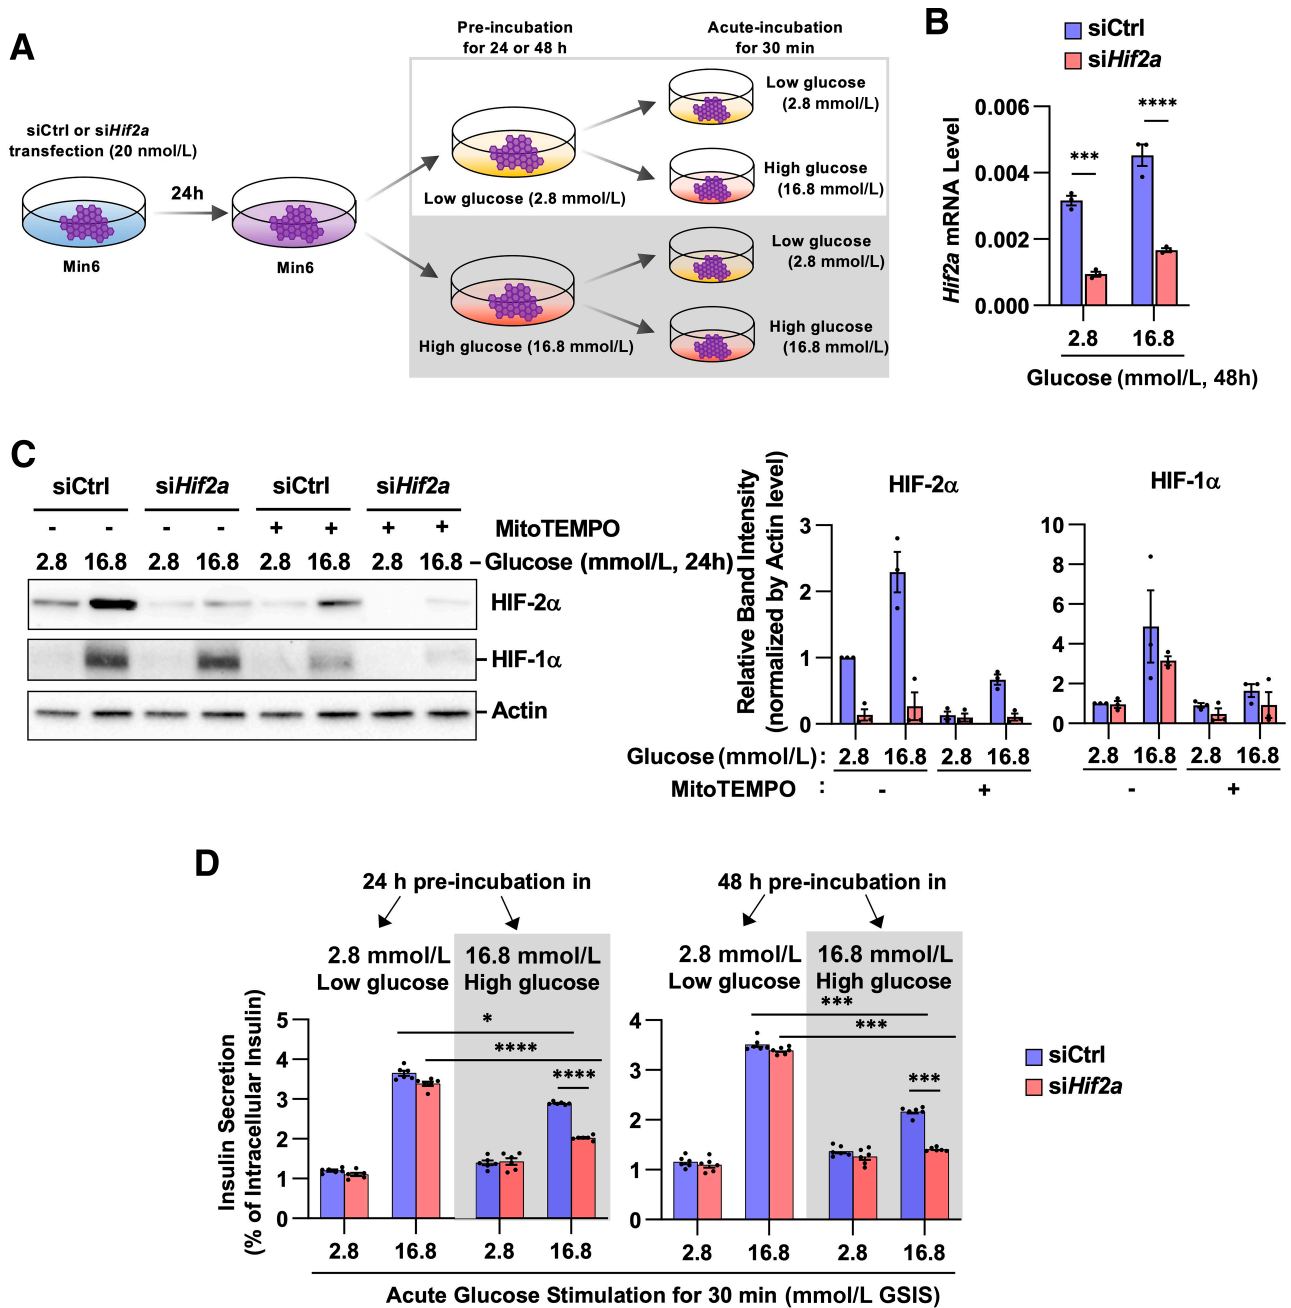 A
siCtrl or siHif2a
transfection (20 nmol/L)
Min6
24h
Min6
Pre-incubation
for 24 or 48 h
Acute-incubation
for 30 min
Low glucose (2.8 mmol/L)
Low glucose
(2.8 mmol/L)
High glucose
(16.8 mmol/L)
High glucose (16.8 mmol/L)
Low glucose
(2.8 mmol/L)
High glucose
(16.8 mmol/L)
B
siCtrl
siHif2a
Hif2a mRNA Level
0.006
0.004
0.002
0.000
***
****
2.8 16.8
Glucose (mmol/L, 48h)
C
siCtrl siHif2a siCtrl siHif2a
- - - - + + + + MitoTEMPO
2.8 16.8 2.8 16.8 2.8 16.8 2.8 16.8 Glucose (mmol/L, 24h)
HIF-2α
HIF-1α
Actin
Relative Band Intensity
(normalized by Actin level)
HIF-2α
3
2
1
0
HIF-1α
10
8
6
4
2
0
Glucose (mmol/L) : 2.8 16.8 2.8 16.8 2.8 16.8 2.8 16.8
MitoTEMPO : - + - +
D
24 h pre-incubation in
2.8 mmol/L
Low glucose
16.8 mmol/L
High glucose
48 h pre-incubation in
2.8 mmol/L
Low glucose
16.8 mmol/L
High glucose
Insulin Secretion
(% of Intracellular Insulin)
5
4
3
2
1
0
*
****
****
2.8 16.8 2.8 16.8
4
3
2
1
0
***
***
***
2.8 16.8 2.8 16.8
siCtrl
siHif2a
Acute Glucose Stimulation for 30 min (mmol/L GSIS)